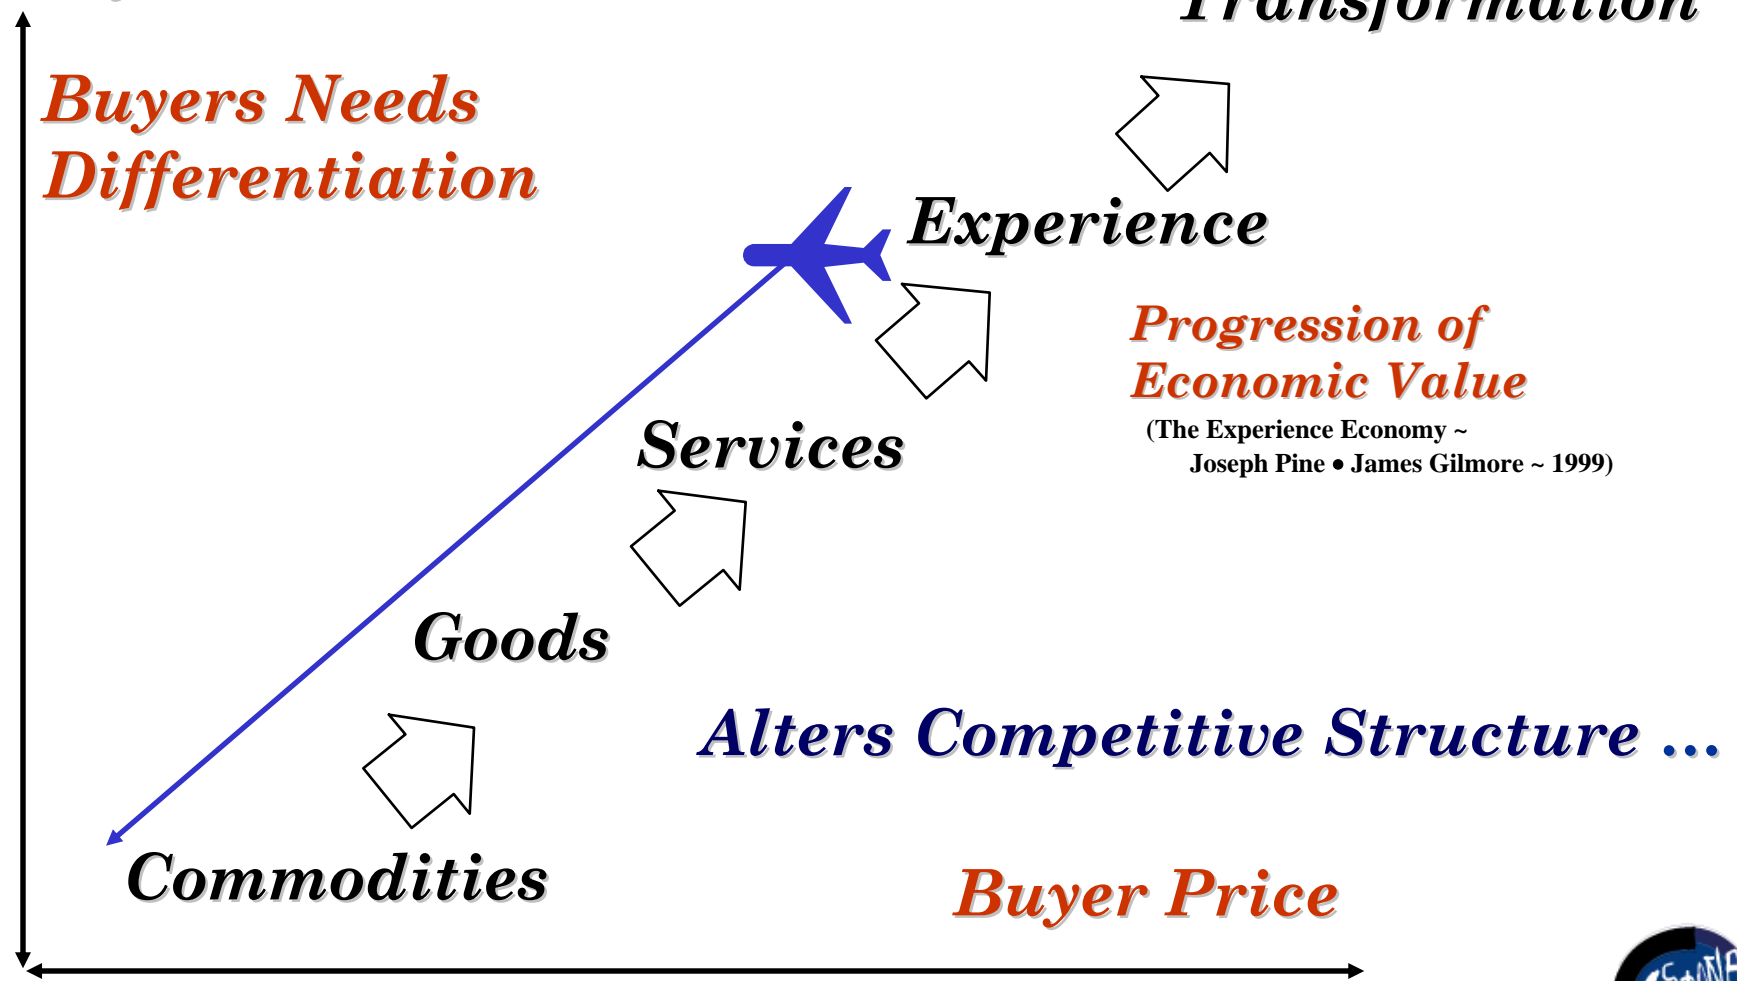 Transformation
Buyers Needs
Differentiation
Experience
Progression of
Economic Value
(The Experience Economy ~
Joseph Pine • James Gilmore ~ 1999)
Services
Goods
Alters Competitive Structure ...
Commodities
Buyer Price